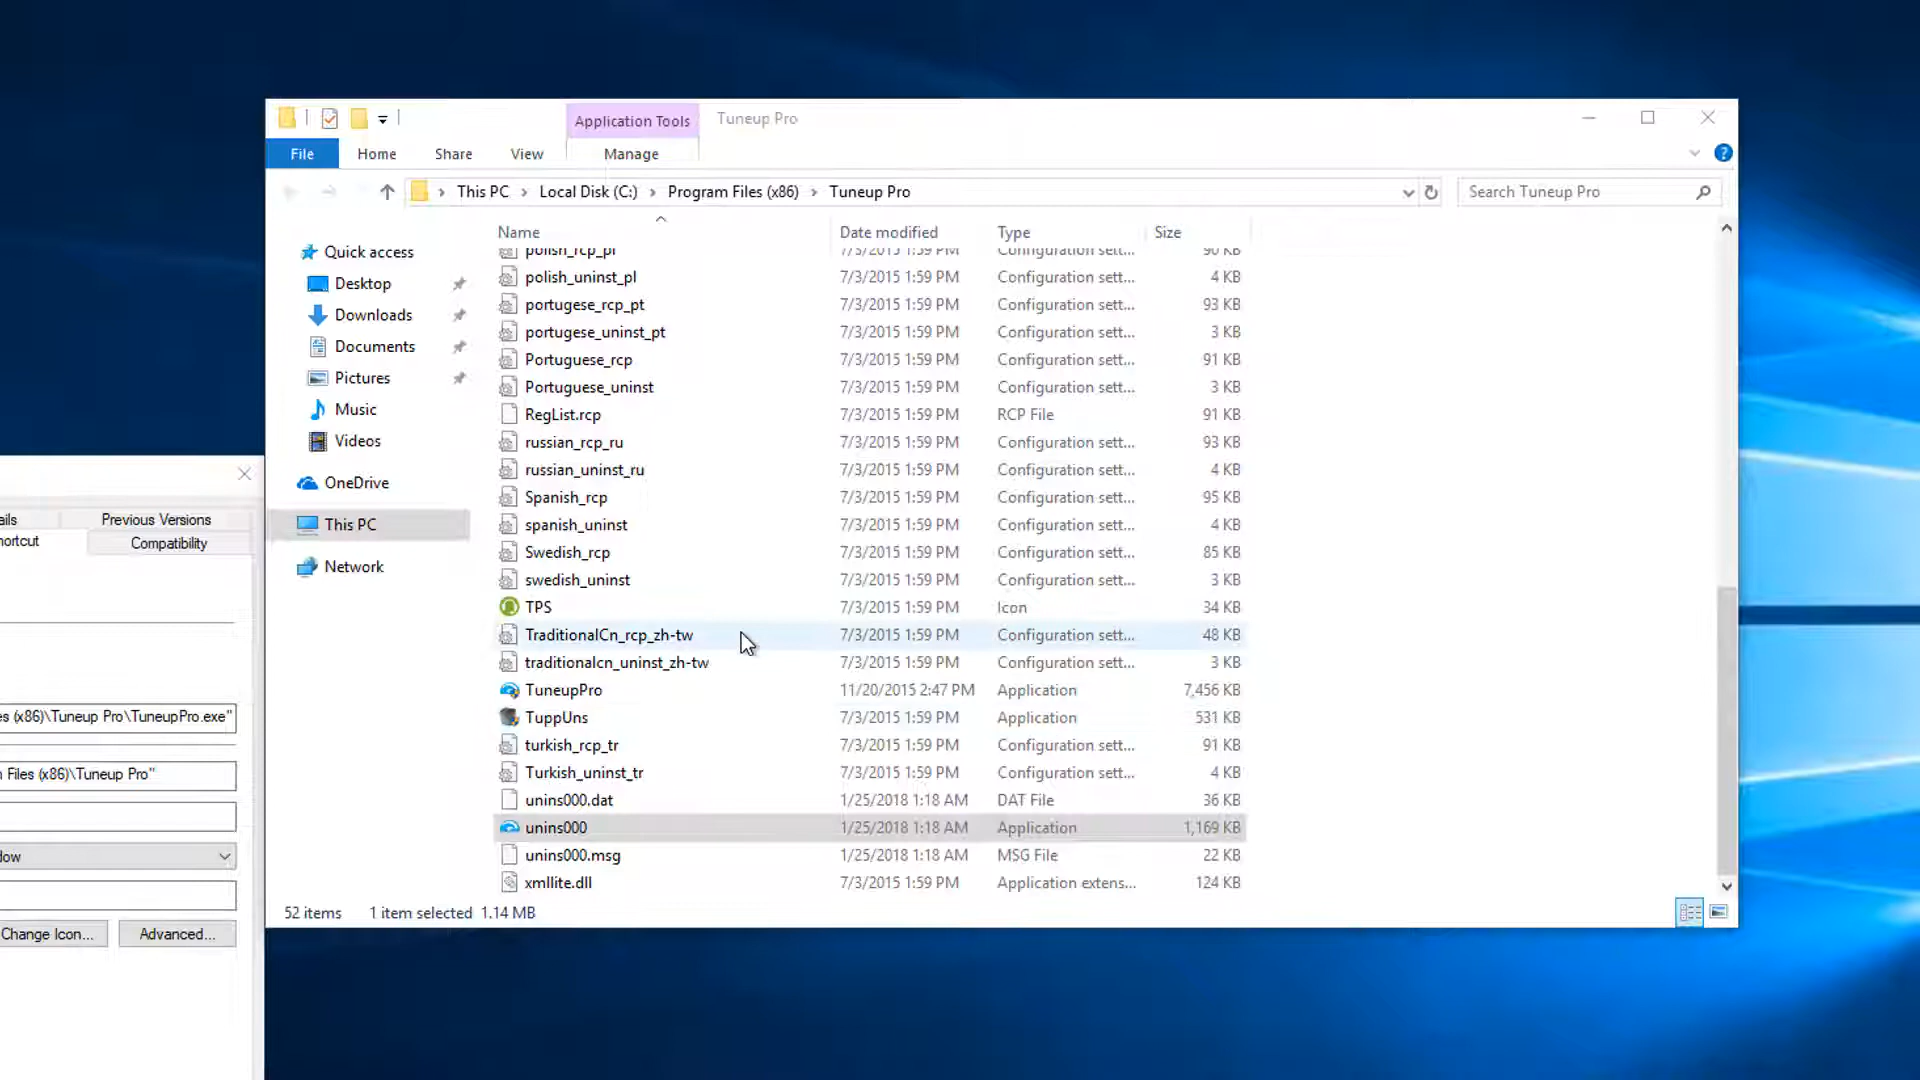 Application Tools Tuneup Pro
File Home Share View Manage
This PC Local Disk (C:) Program Files (x86) Tuneup Pro Search Tuneup Pro
Name Date modified Type Size
Quick access
Desktop
Downloads
Documents
Pictures
Music
Videos
OneDrive
This PC
Network
polish_rcp_pl 7/3/2015 1:59 PM Configuration sett... 90 KB
polish_uninst_pl 7/3/2015 1:59 PM Configuration sett... 4 KB
portugese_rcp_pt 7/3/2015 1:59 PM Configuration sett... 93 KB
portugese_uninst_pt 7/3/2015 1:59 PM Configuration sett... 3 KB
Portuguese_rcp 7/3/2015 1:59 PM Configuration sett... 91 KB
Portuguese_uninst 7/3/2015 1:59 PM Configuration sett... 3 KB
RegList.rcp 7/3/2015 1:59 PM RCP File 91 KB
russian_rcp_ru 7/3/2015 1:59 PM Configuration sett... 93 KB
russian_uninst_ru 7/3/2015 1:59 PM Configuration sett... 4 KB
Spanish_rcp 7/3/2015 1:59 PM Configuration sett... 95 KB
spanish_uninst 7/3/2015 1:59 PM Configuration sett... 4 KB
Swedish_rcp 7/3/2015 1:59 PM Configuration sett... 85 KB
swedish_uninst 7/3/2015 1:59 PM Configuration sett... 3 KB
TPS 7/3/2015 1:59 PM Icon 34 KB
TraditionalCn_rcp_zh-tw 7/3/2015 1:59 PM Configuration sett... 48 KB
traditionalcn_uninst_zh-tw 7/3/2015 1:59 PM Configuration sett... 3 KB
TuneupPro 11/20/2015 2:47 PM Application 7,456 KB
TuppUns 7/3/2015 1:59 PM Application 531 KB
turkish_rcp_tr 7/3/2015 1:59 PM Configuration sett... 91 KB
Turkish_uninst_tr 7/3/2015 1:59 PM Configuration sett... 4 KB
unins000.dat 1/25/2018 1:18 AM DAT File 36 KB
unins000 1/25/2018 1:18 AM Application 1,169 KB
unins000.msg 1/25/2018 1:18 AM MSG File 22 KB
xmllite.dll 7/3/2015 1:59 PM Application extens... 124 KB
52 items 1 item selected 1.14 MB
ails Previous Versions
hortcut Compatibility
es (x86)\Tuneup Pro\TuneupPro.exe"
n Files (x86)\Tuneup Pro"
dow
Change Icon... Advanced...